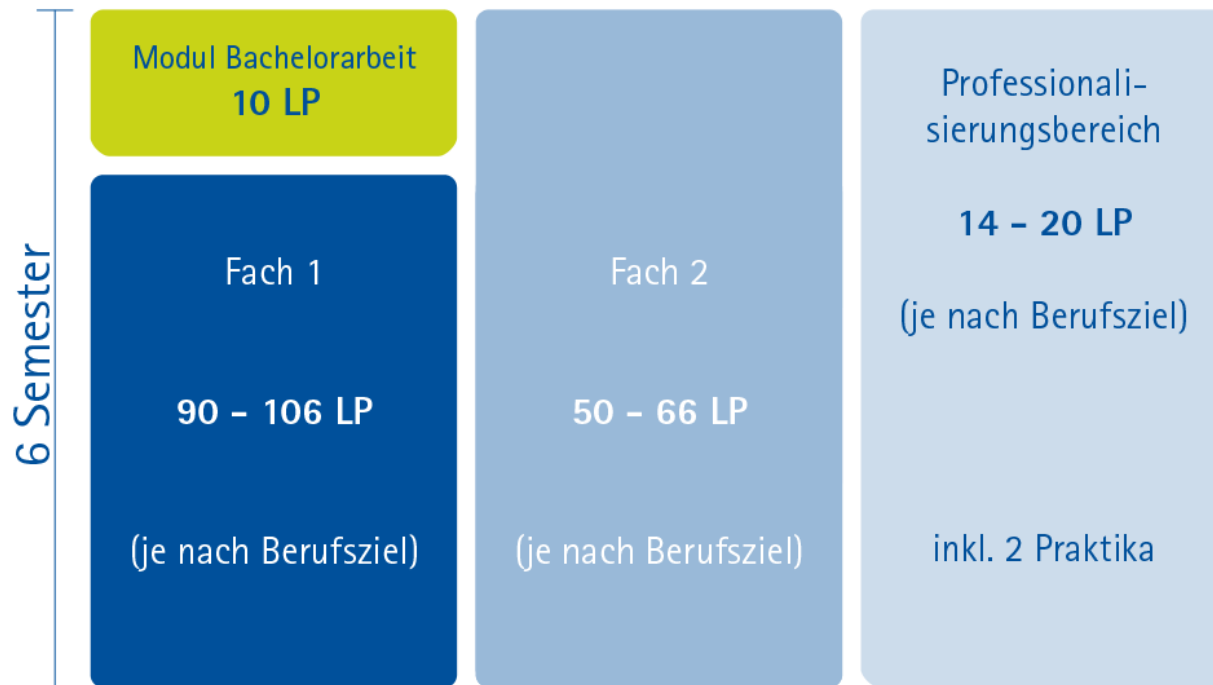 6 Semester
Modul Bachelorarbeit
10 LP
Fach 1
90 – 106 LP
(je nach Berufsziel)
Fach 2
50 – 66 LP
(je nach Berufsziel)
Professionali-
sierungsbereich
14 – 20 LP
(je nach Berufsziel)
inkl. 2 Praktika